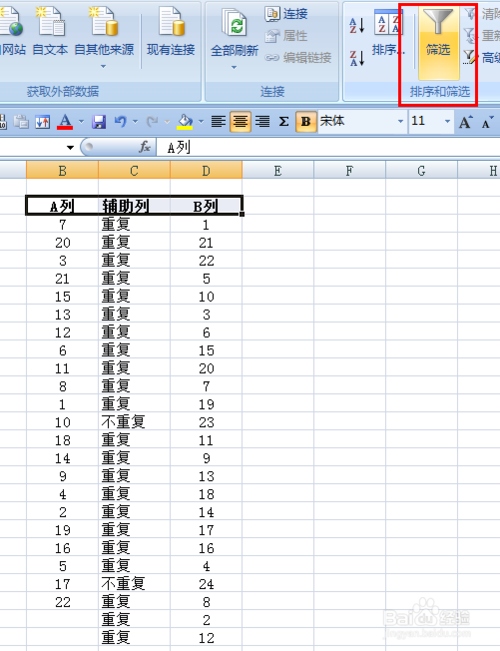 网站 自文本 自其他来源 现有连接 全部刷新 连接 属性 编辑链接 排序 筛选 清除 重新 高级
获取外部数据 连接 排序和筛选
A Σ B 宋体 11 A A
fx A列
B C D E F G H
A列 辅助列 B列
7 重复 1
20 重复 21
3 重复 22
21 重复 5
15 重复 10
13 重复 3
12 重复 6
6 重复 15
11 重复 20
8 重复 7
1 重复 19
10 不重复 23
18 重复 11
14 重复 9
9 重复 13
4 重复 18
2 重复 14
19 重复 17
16 重复 16
5 重复 4
17 不重复 24
22 重复 8
重复 2
重复 12
Baidu 经验
jingyan.baidu.com